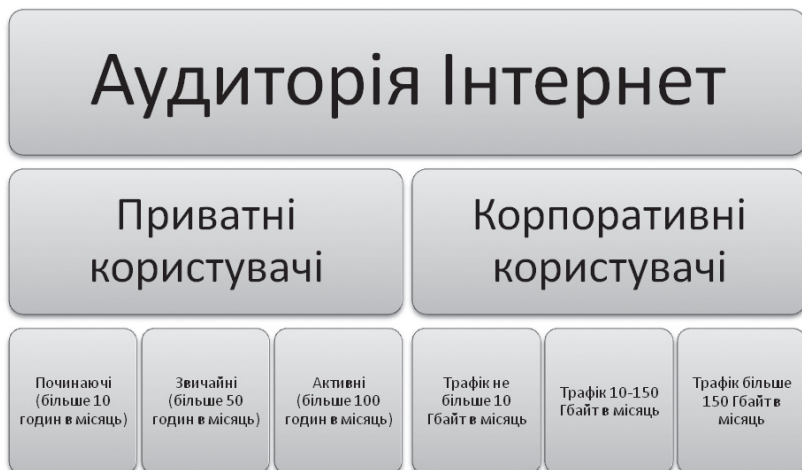 Аудиторія Інтернет
Приватні
користувачі
Корпоративні
користувачі
Починаючі
(більше 10
годин в місяць)
Звичайні
(більше 50
годин в місяць)
Активні
(більше 100
годин в місяць)
Трафік не
більше 10
Гбайт в місяць
Трафік 10-150
Гбайт в місяць
Трафік більше
150 Гбайт в
місяць